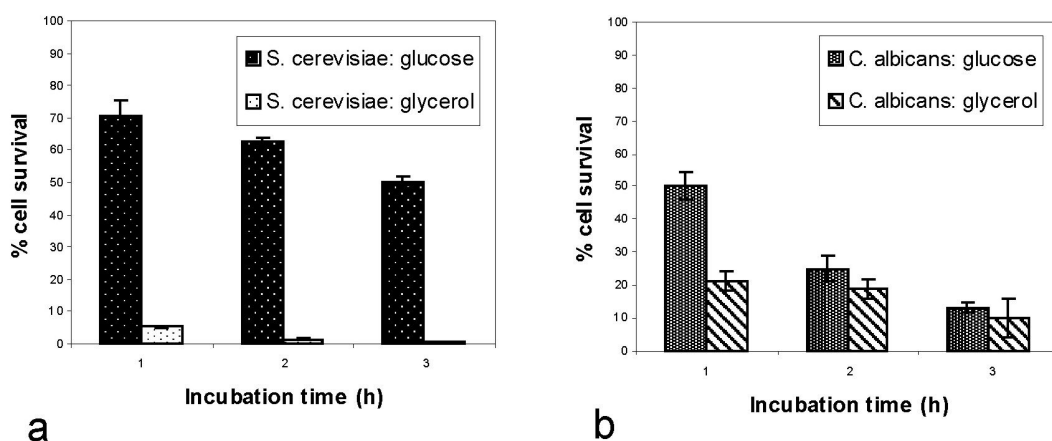 100
90
80
70
60
50
40
30
20
10
0
% cell survival
S. cerevisiae: glucose
S. cerevisiae: glycerol
1 2 3
Incubation time (h)
a
100
90
80
70
60
50
40
30
20
10
0
% cell survival
C. albicans: glucose
C. albicans: glycerol
1 2 3
Incubation time (h)
b